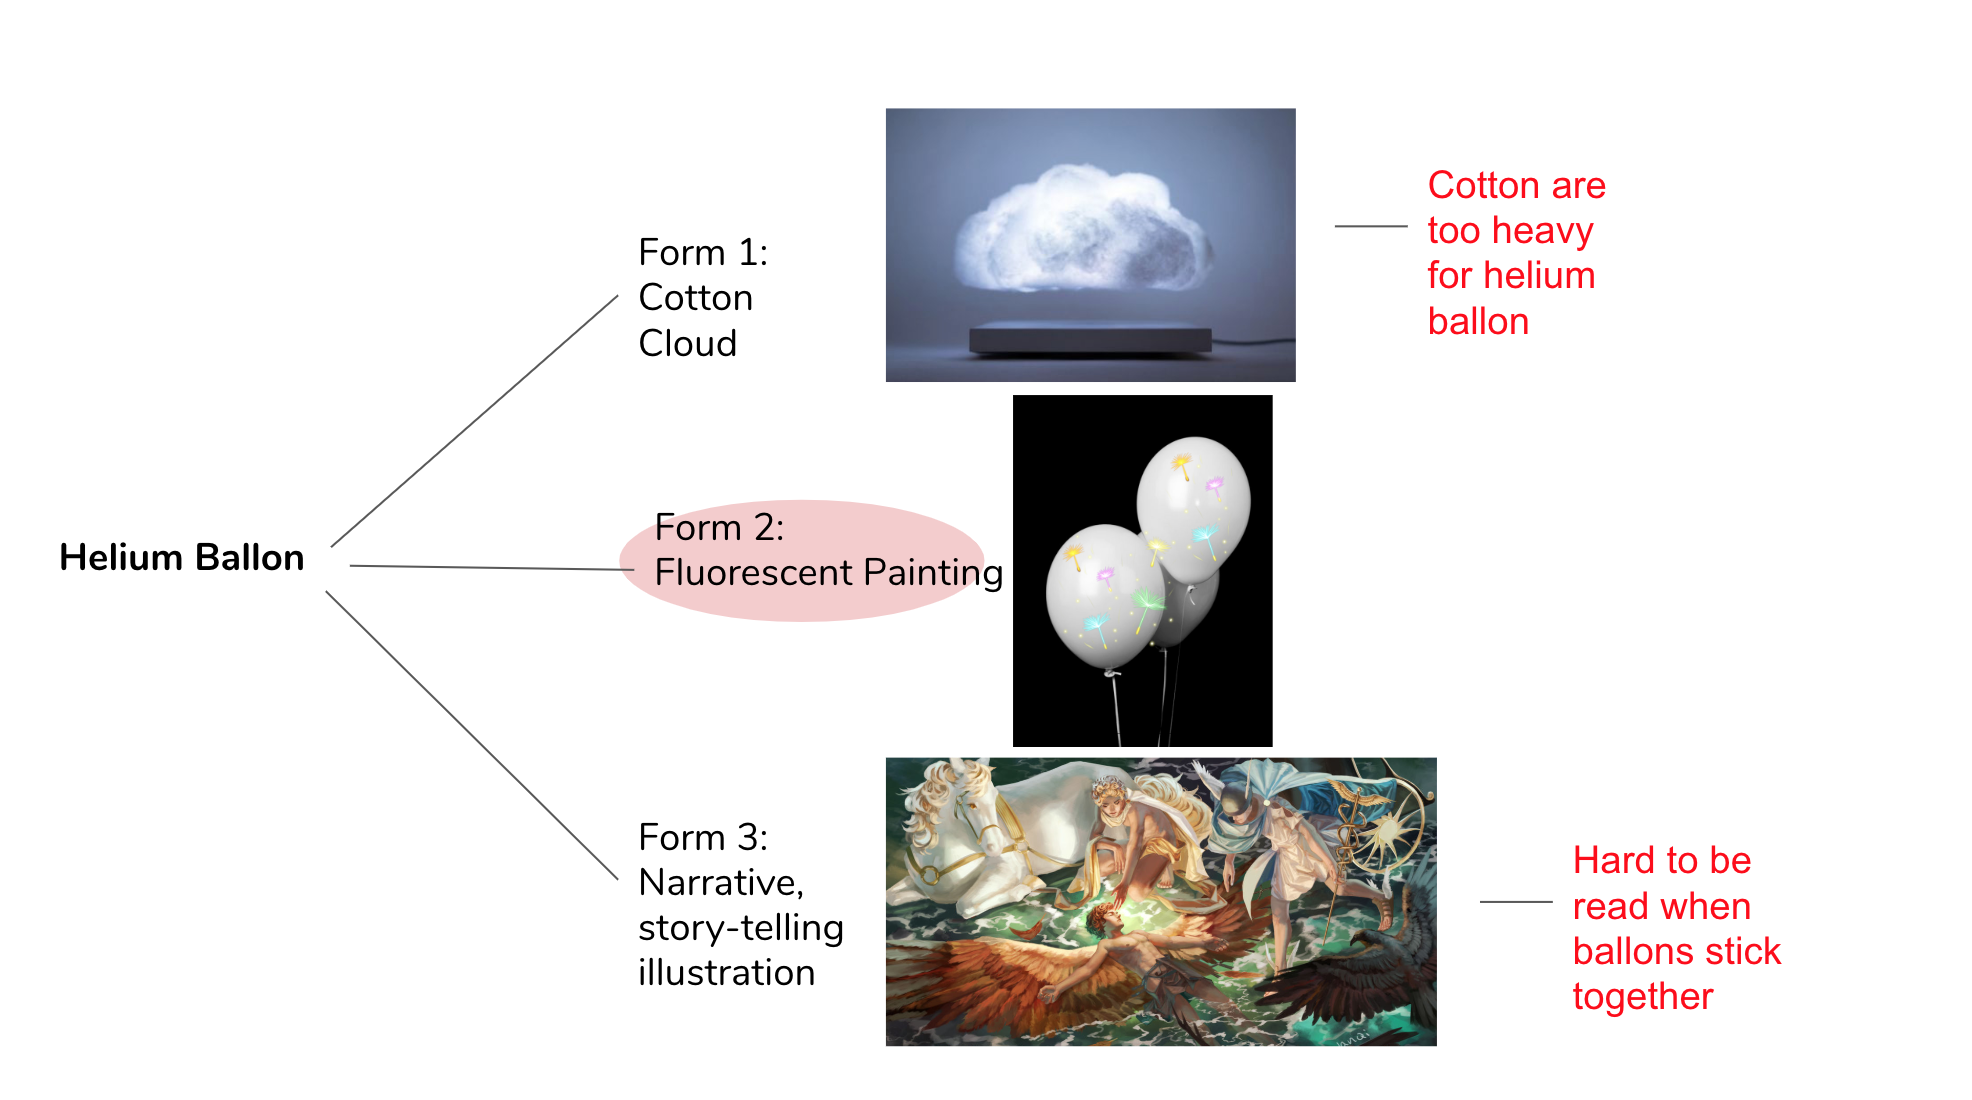 Form 1:
Cotton
Cloud
Cotton are
too heavy
for helium
ballon
Helium Ballon
Form 2:
Fluorescent Painting
Form 3:
Narrative,
story-telling
illustration
Hard to be
read when
ballons stick
together